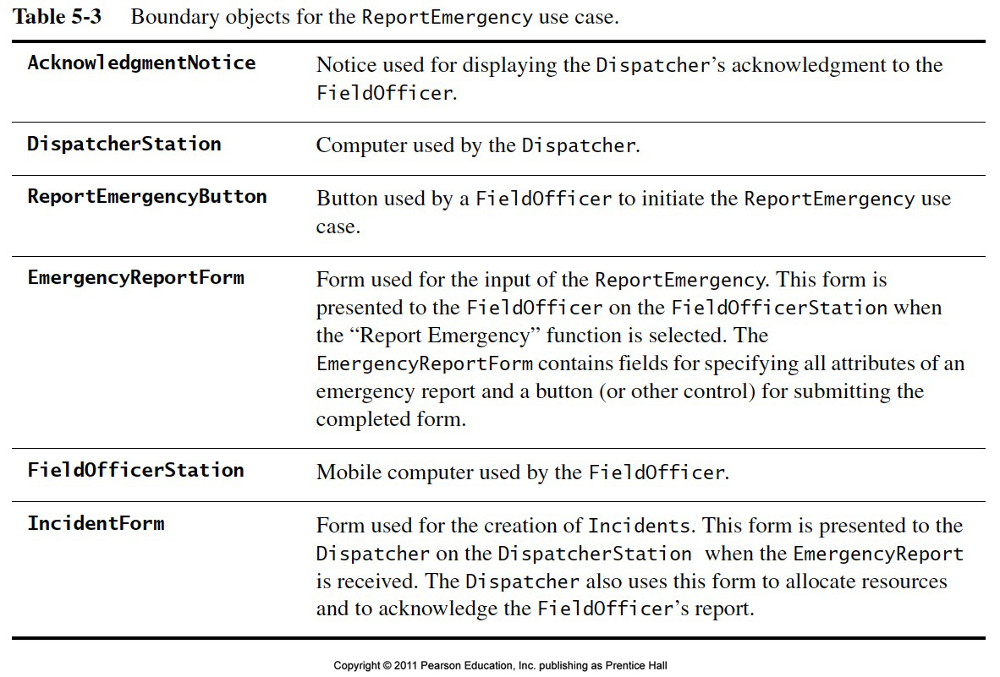 Table 5-3 Boundary objects for the ReportEmergency use case.
AcknowledgmentNotice Notice used for displaying the Dispatcher’s acknowledgment to the
FieldOfficer.
DispatcherStation Computer used by the Dispatcher.
ReportEmergencyButton Button used by a FieldOfficer to initiate the ReportEmergency use
case.
EmergencyReportForm Form used for the input of the ReportEmergency. This form is
presented to the FieldOfficer on the FieldOfficerStation when
the “Report Emergency” function is selected. The
EmergencyReportForm contains fields for specifying all attributes of an
emergency report and a button (or other control) for submitting the
completed form.
FieldOfficerStation Mobile computer used by the FieldOfficer.
IncidentForm Form used for the creation of Incidents. This form is presented to the
Dispatcher on the DispatcherStation when the EmergencyReport
is received. The Dispatcher also uses this form to allocate resources
and to acknowledge the FieldOfficer’s report.
Copyright © 2011 Pearson Education, Inc. publishing as Prentice Hall